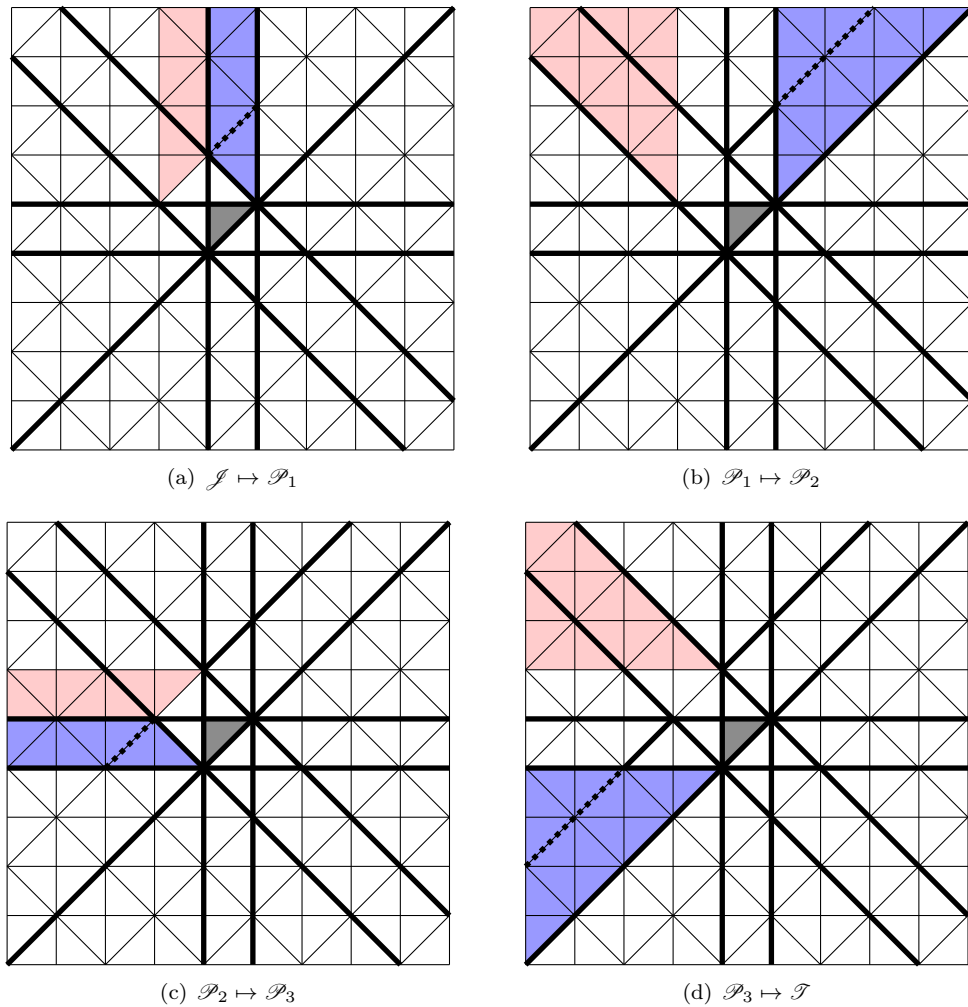 (a) 𝒥 ↦ 𝒫₁
(b) 𝒫₁ ↦ 𝒫₂
(c) 𝒫₂ ↦ 𝒫₃
(d) 𝒫₃ ↦ 𝒯